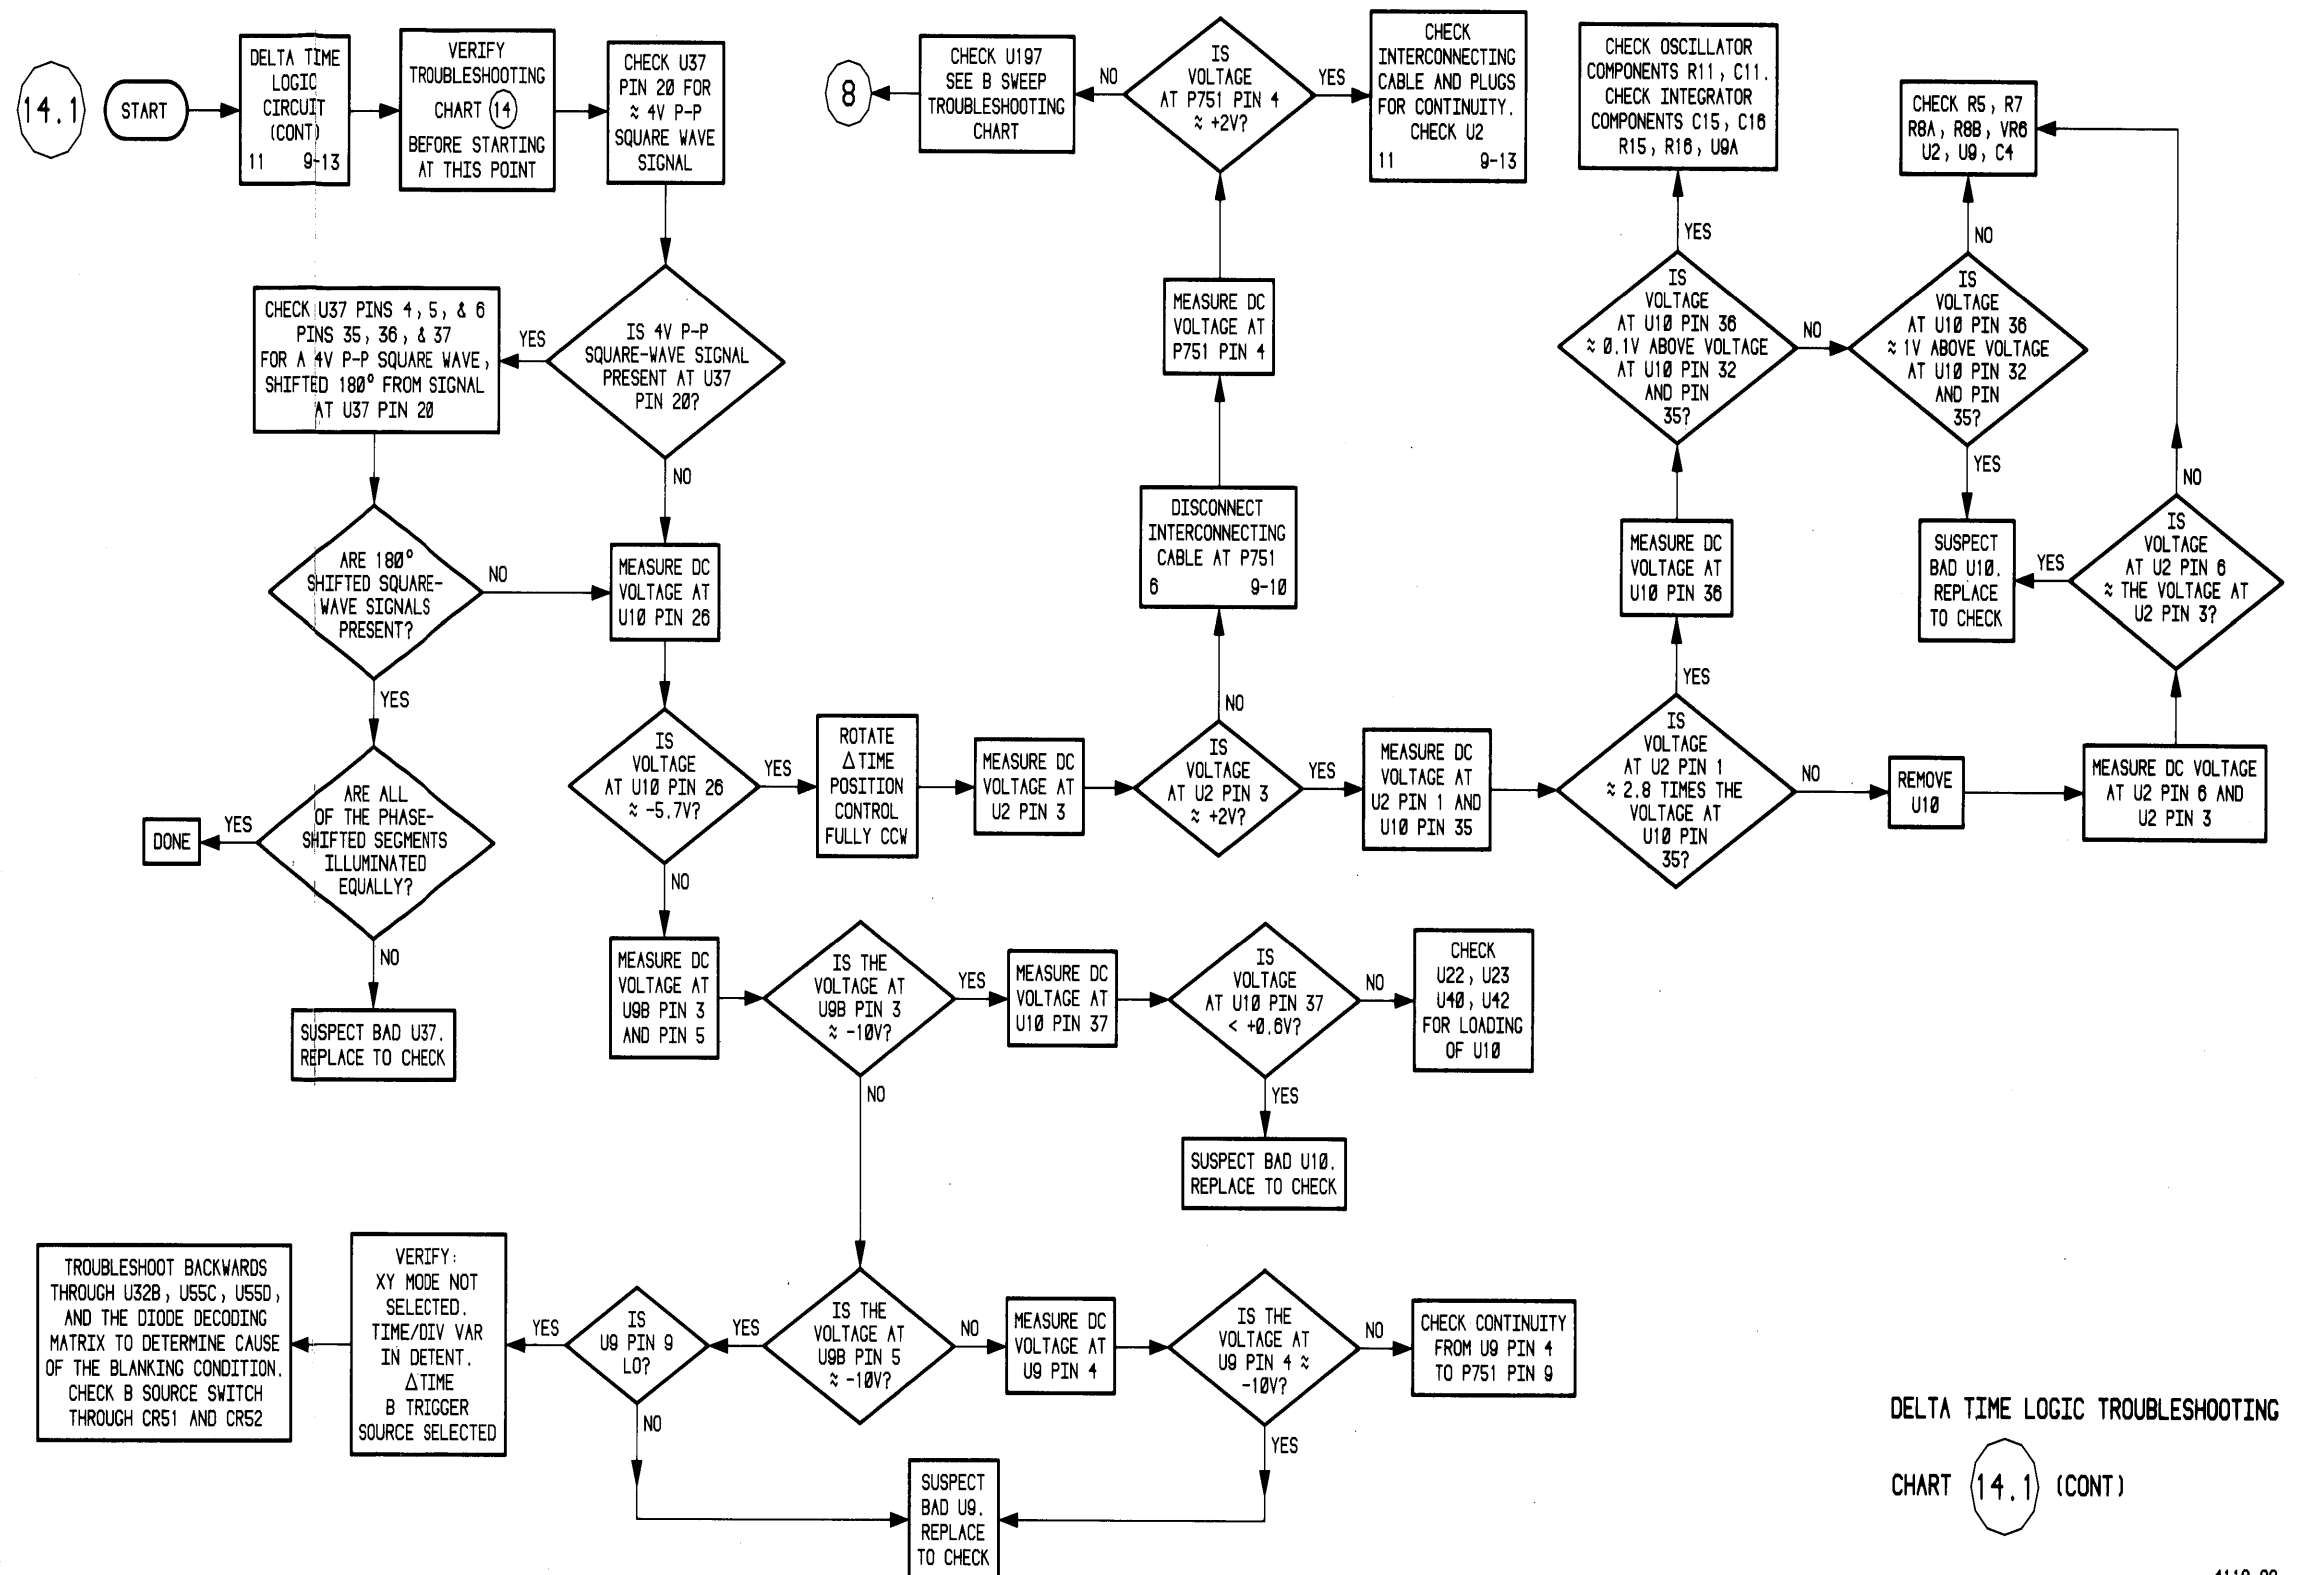 14.1
START
DELTA TIME
LOGIC
CIRCUIT
(CONT)
11 9-13
VERIFY
TROUBLESHOOTING
CHART 14
BEFORE STARTING
AT THIS POINT
CHECK U37
PIN 20 FOR
≈ 4V P-P
SQUARE WAVE
SIGNAL
8
CHECK U197
SEE B SWEEP
TROUBLESHOOTING
CHART
NO
IS
VOLTAGE
AT P751 PIN 4
≈ +2V?
YES
CHECK
INTERCONNECTING
CABLE AND PLUGS
FOR CONTINUITY.
CHECK U2
11 9-13
CHECK OSCILLATOR
COMPONENTS R11, C11.
CHECK INTEGRATOR
COMPONENTS C15, C16
R15, R16, U9A
CHECK R5, R7
R8A, R8B, VR6
U2, U9, C4
CHECK U37 PINS 4, 5, & 6
PINS 35, 36, & 37
FOR A 4V P-P SQUARE WAVE,
SHIFTED 180° FROM SIGNAL
AT U37 PIN 20
YES
IS 4V P-P
SQUARE-WAVE SIGNAL
PRESENT AT U37
PIN 20?
NO
MEASURE DC
VOLTAGE AT
P751 PIN 4
YES
IS
VOLTAGE
AT U10 PIN 36
≈ 0.1V ABOVE VOLTAGE
AT U10 PIN 32
AND PIN
35?
NO
NO
IS
VOLTAGE
AT U10 PIN 36
≈ 1V ABOVE VOLTAGE
AT U10 PIN 32
AND PIN
35?
YES
ARE 180°
SHIFTED SQUARE-
WAVE SIGNALS
PRESENT?
NO
YES
MEASURE DC
VOLTAGE AT
U10 PIN 26
DISCONNECT
INTERCONNECTING
CABLE AT P751
6 9-10
MEASURE DC
VOLTAGE AT
U10 PIN 36
SUSPECT
BAD U10.
REPLACE
TO CHECK
YES
NO
IS
VOLTAGE
AT U2 PIN 6
≈ THE VOLTAGE AT
U2 PIN 3?
ARE ALL
OF THE PHASE-
SHIFTED SEGMENTS
ILLUMINATED
EQUALLY?
YES
DONE
NO
SUSPECT BAD U37.
REPLACE TO CHECK
IS
VOLTAGE
AT U10 PIN 26
≈ -5.7V?
YES
NO
ROTATE
ΔTIME
POSITION
CONTROL
FULLY CCW
MEASURE DC
VOLTAGE AT
U2 PIN 3
NO
IS
VOLTAGE
AT U2 PIN 3
≈ +2V?
YES
MEASURE DC
VOLTAGE AT
U2 PIN 1 AND
U10 PIN 35
YES
IS
VOLTAGE
AT U2 PIN 1
≈ 2.8 TIMES THE
VOLTAGE AT
U10 PIN
35?
NO
REMOVE
U10
MEASURE DC VOLTAGE
AT U2 PIN 6 AND
U2 PIN 3
MEASURE DC
VOLTAGE AT
U9B PIN 3
AND PIN 5
IS THE
VOLTAGE AT
U9B PIN 3
≈ -10V?
YES
NO
MEASURE DC
VOLTAGE AT
U10 PIN 37
IS
VOLTAGE
AT U10 PIN 37
< +0.6V?
NO
YES
CHECK
U22, U23
U40, U42
FOR LOADING
OF U10
SUSPECT BAD U10.
REPLACE TO CHECK
TROUBLESHOOT BACKWARDS
THROUGH U32B, U55C, U55D,
AND THE DIODE DECODING
MATRIX TO DETERMINE CAUSE
OF THE BLANKING CONDITION.
CHECK B SOURCE SWITCH
THROUGH CR51 AND CR52
VERIFY:
XY MODE NOT
SELECTED.
TIME/DIV VAR
IN DETENT.
ΔTIME
B TRIGGER
SOURCE SELECTED
YES
IS
U9 PIN 9
LO?
NO
YES
IS THE
VOLTAGE AT
U9B PIN 5
≈ -10V?
NO
MEASURE DC
VOLTAGE AT
U9 PIN 4
IS THE
VOLTAGE AT
U9 PIN 4 ≈
-10V?
NO
YES
CHECK CONTINUITY
FROM U9 PIN 4
TO P751 PIN 9
SUSPECT
BAD U9.
REPLACE
TO CHECK
DELTA TIME LOGIC TROUBLESHOOTING
CHART 14.1 (CONT)